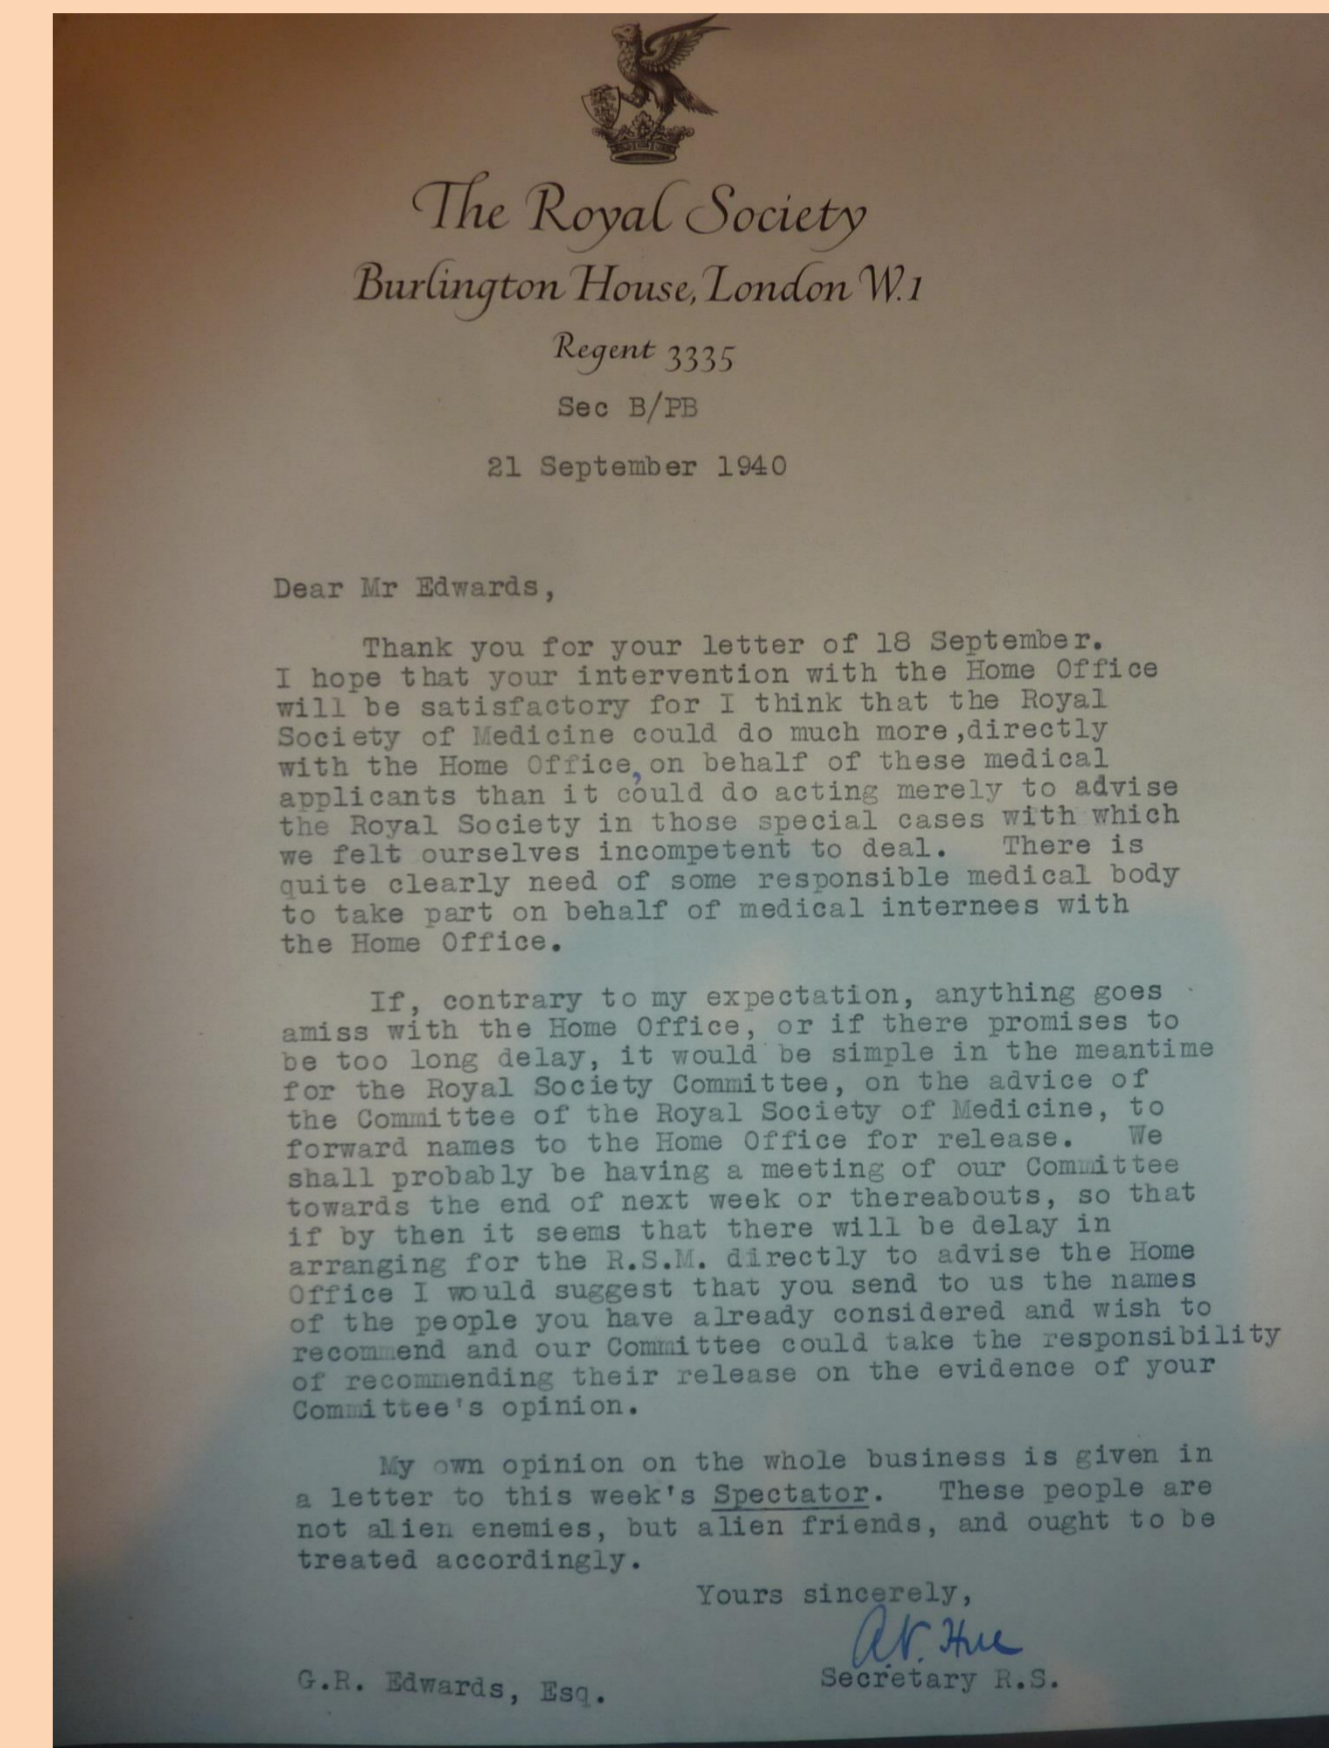 The Royal Society
Burlington House, London W.1
Regent 3335
Sec B/PB
21 September 1940
Dear Mr Edwards,
Thank you for your letter of 18 September.
I hope that your intervention with the Home Office
will be satisfactory for I think that the Royal
Society of Medicine could do much more,directly
with the Home Office, on behalf of these medical
applicants than it could do acting merely to advise
the Royal Society in those special cases with which
we felt ourselves incompetent to deal. There is
quite clearly need of some responsible medical body
to take part on behalf of medical internees with
the Home Office.
If, contrary to my expectation, anything goes
amiss with the Home Office, or if there promises to
be too long delay, it would be simple in the meantime
for the Royal Society Committee, on the advice of
the Committee of the Royal Society of Medicine, to
forward names to the Home Office for release. We
shall probably be having a meeting of our Committee
towards the end of next week or thereabouts, so that
if by then it seems that there will be delay in
arranging for the R.S.M. directly to advise the Home
Office I would suggest that you send to us the names
of the people you have already considered and wish to
recommend and our Committee could take the responsibility
of recommending their release on the evidence of your
Committee's opinion.
My own opinion on the whole business is given in
a letter to this week's Spectator. These people are
not alien enemies, but alien friends, and ought to be
treated accordingly.
Yours sincerely,
A.V. Hill
Secretary R.S.
G.R. Edwards, Esq.